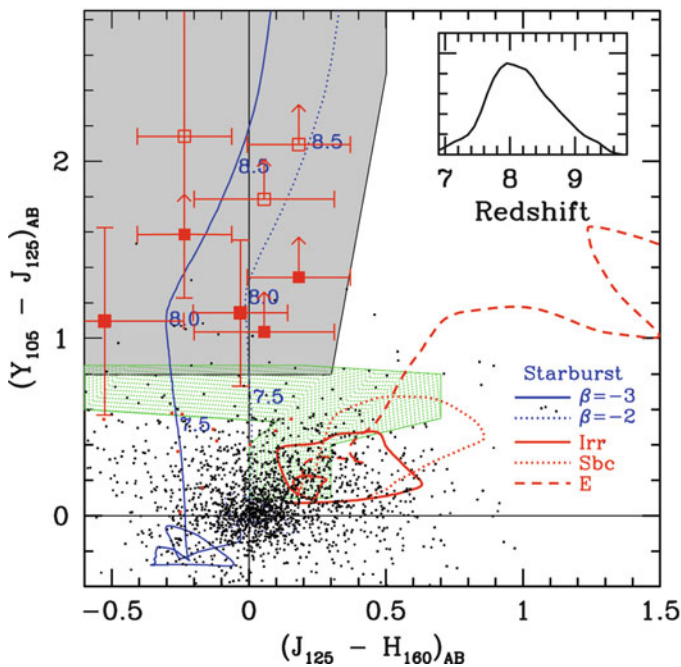 2
1
0
(Y105 − J125)AB
−0.5
0
0.5
1
1.5
(J125 − H160)AB
7
8
9
Redshift
8.5
8.5
8.0
8.0
7.5
7.5
Starburst
β=−3
β=−2
Irr
Sbc
E